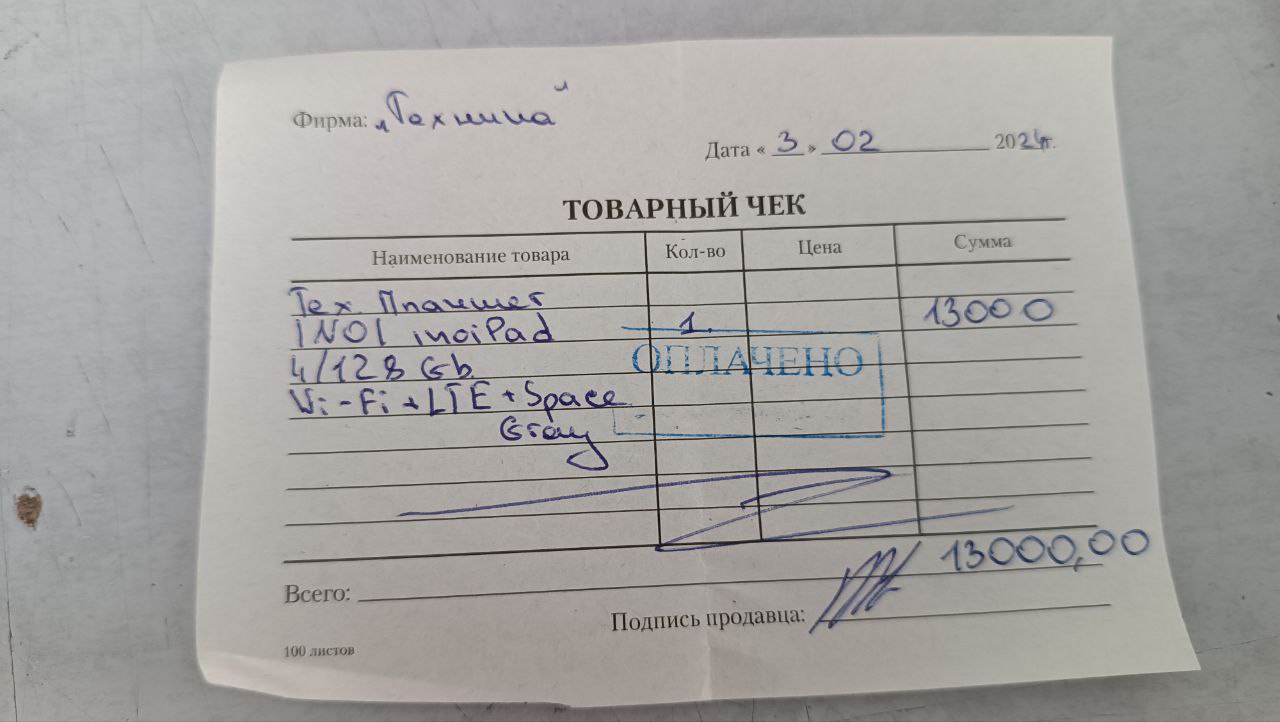 Фирма: „Техника"
Дата « 3 » 02 2024г.
ТОВАРНЫЙ ЧЕК
Наименование товара Кол-во Цена Сумма
Тех. Планшет
INOI inoiPad 1. 13000
4/128 Gb
ОПЛАЧЕНО
Wi-Fi + LTE + Space
Gray
13000,00
Всего:
Подпись продавца:
100 листов